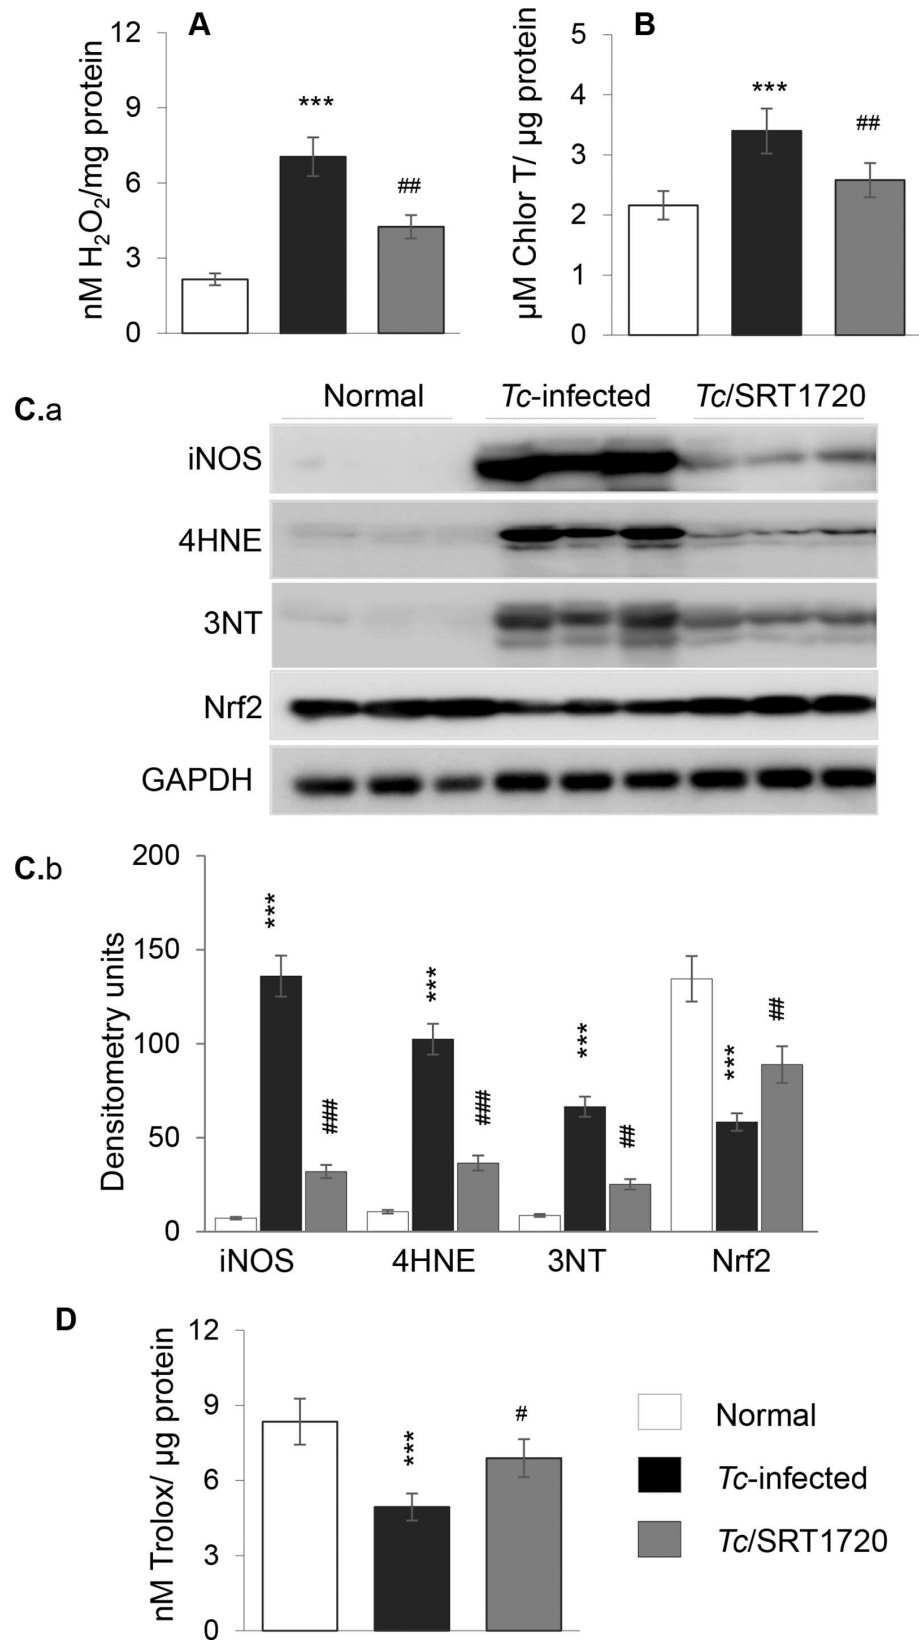 A
12
9
6
3
0
nM H₂O₂/mg protein
***
##
B
5
4
3
2
1
0
µM Chlor T/ µg protein
***
##
C.a
Normal
Tc-infected
Tc/SRT1720
iNOS
4HNE
3NT
Nrf2
GAPDH
C.b
200
150
100
50
0
Densitometry units
***
###
***
###
***
##
***
##
iNOS
4HNE
3NT
Nrf2
D
12
9
6
3
0
nM Trolox/ µg protein
***
#
Normal
Tc-infected
Tc/SRT1720